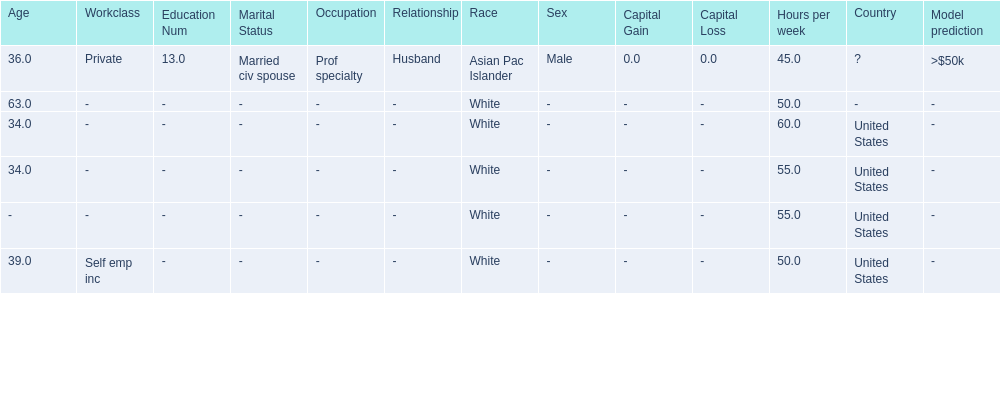 Age Workclass Education Num Marital Status Occupation Relationship Race Sex Capital Gain Capital Loss Hours per week Country Model prediction
36.0 Private 13.0 Married civ spouse Prof specialty Husband Asian Pac Islander Male 0.0 0.0 45.0 ? >$50k
63.0 - - - - - White - - - 50.0 - -
34.0 - - - - - White - - - 60.0 United States -
34.0 - - - - - White - - - 55.0 United States -
- - - - - - White - - - 55.0 United States -
39.0 Self emp inc - - - - White - - - 50.0 United States -